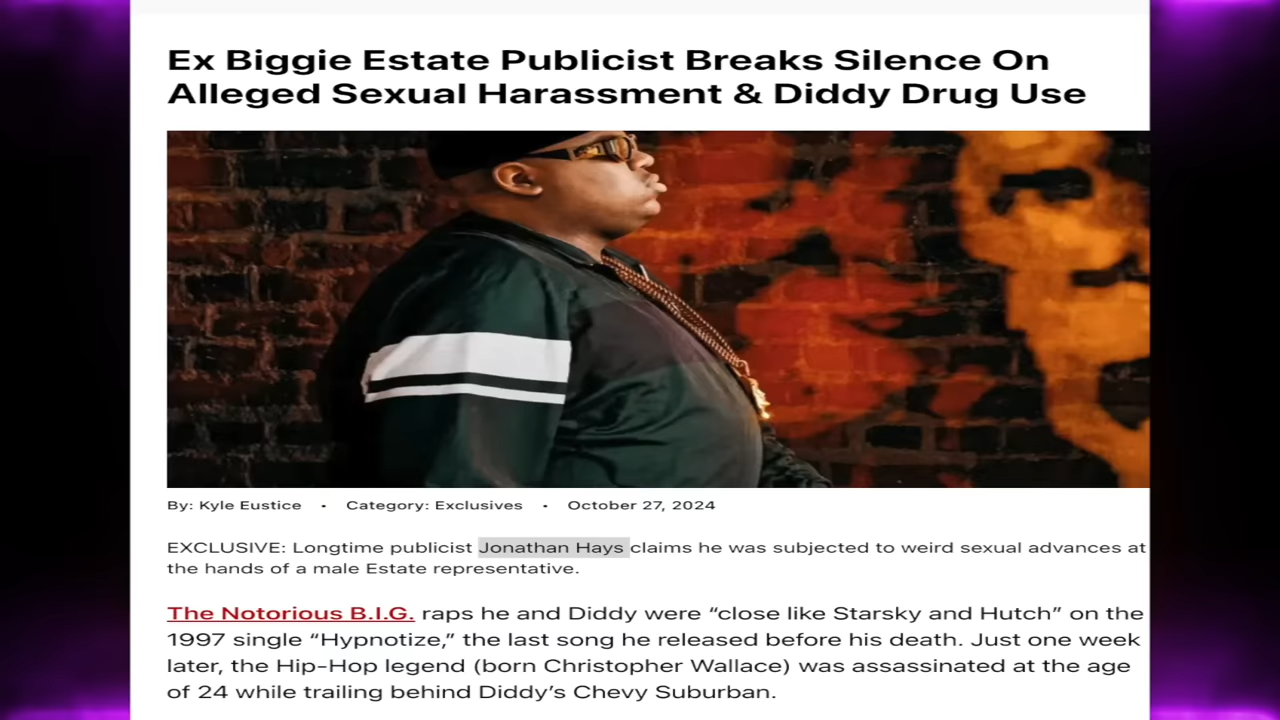 Ex Biggie Estate Publicist Breaks Silence On
Alleged Sexual Harassment & Diddy Drug Use
By: Kyle Eustice • Category: Exclusives • October 27, 2024
EXCLUSIVE: Longtime publicist Jonathan Hays claims he was subjected to weird sexual advances at
the hands of a male Estate representative.
The Notorious B.I.G. raps he and Diddy were “close like Starsky and Hutch” on the
1997 single “Hypnotize,” the last song he released before his death. Just one week
later, the Hip-Hop legend (born Christopher Wallace) was assassinated at the age
of 24 while trailing behind Diddy’s Chevy Suburban.